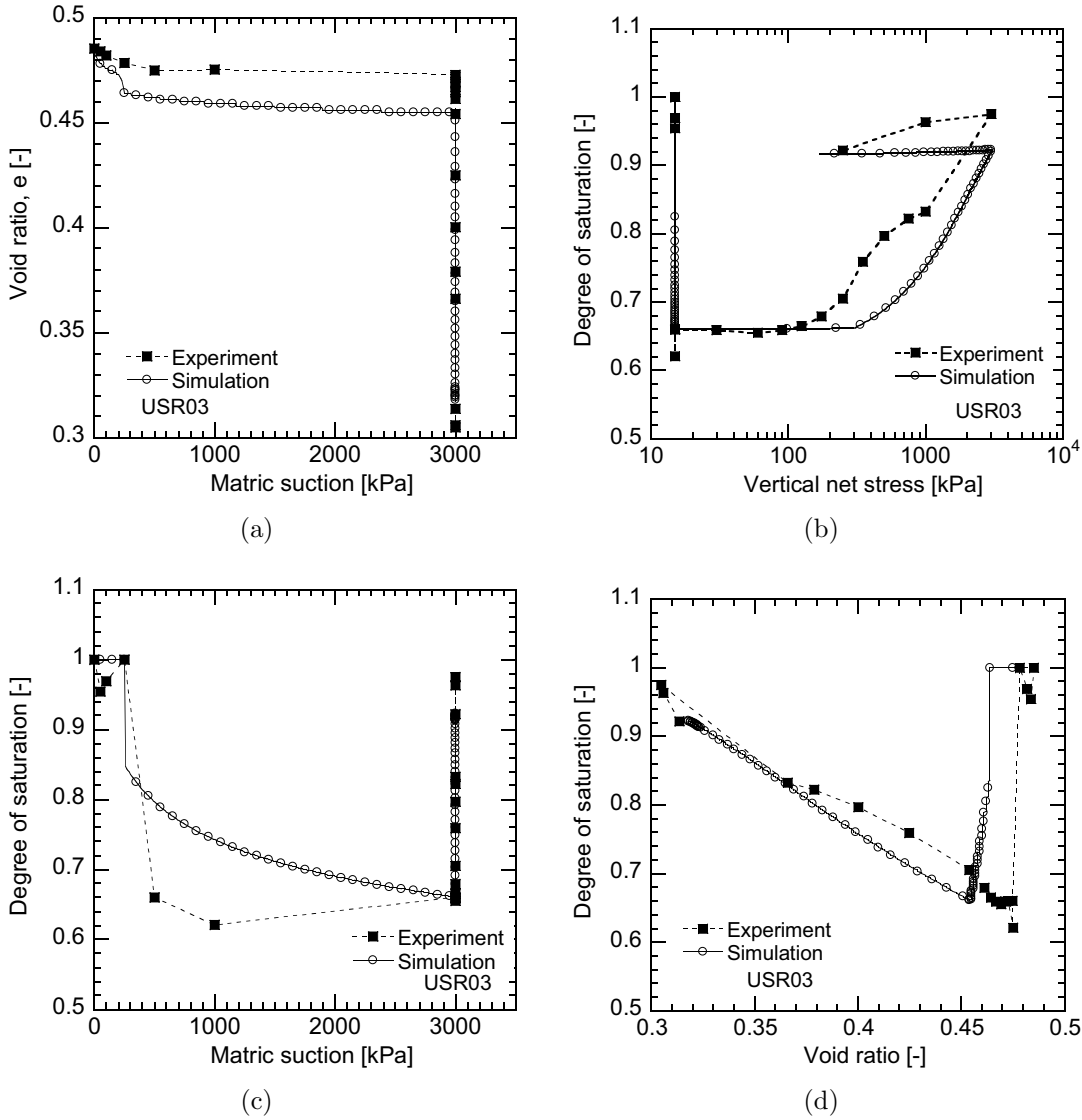 0.5
0.45
0.4
0.35
0.3
Void ratio, e [-]
Experiment
Simulation
USR03
0 1000 2000 3000
Matric suction [kPa]
(a)
1.1
1
0.9
0.8
0.7
0.6
0.5
Degree of saturation [-]
Experiment
Simulation
USR03
10 100 1000 10^4
Vertical net stress [kPa]
(b)
1.1
1
0.9
0.8
0.7
0.6
0.5
Degree of saturation [-]
Experiment
Simulation
USR03
0 1000 2000 3000
Matric suction [kPa]
(c)
1.1
1
0.9
0.8
0.7
0.6
0.5
Degree of saturation [-]
Experiment
Simulation
USR03
0.3 0.35 0.4 0.45 0.5
Void ratio [-]
(d)